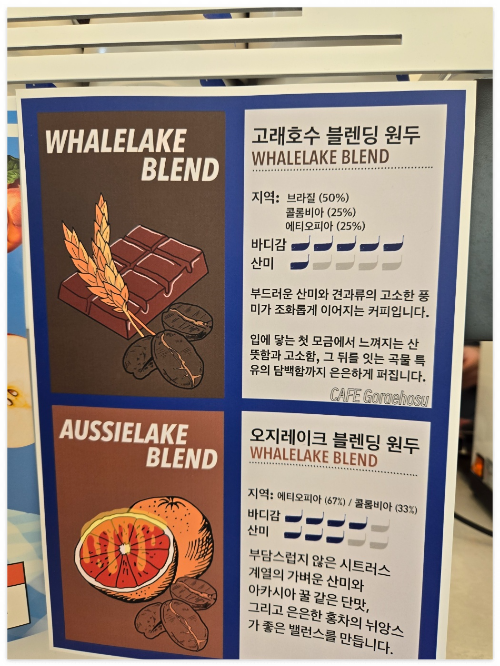 WHALELAKE
BLEND
고래호수 블렌딩 원두
WHALELAKE BLEND
지역: 브라질 (50%)
콜롬비아 (25%)
에티오피아 (25%)
바디감
산미
부드러운 산미와 견과류의 고소한 풍
미가 조화롭게 이어지는 커피입니다.
입에 닿는 첫 모금에서 느껴지는 산
뜻함과 고소함, 그 뒤를 잇는 곡물 특
유의 담백함까지 은은하게 퍼집니다.
CAFE Goraehosu
AUSSIELAKE
BLEND
오지레이크 블렌딩 원두
WHALELAKE BLEND
지역: 에티오피아 (67%) / 콜롬비아 (33%)
바디감
산미
부담스럽지 않은 시트러스
계열의 가벼운 산미와
아카시아 꿀 같은 단맛,
그리고 은은한 홍차의 뉘앙스
가 좋은 밸런스를 만듭니다.